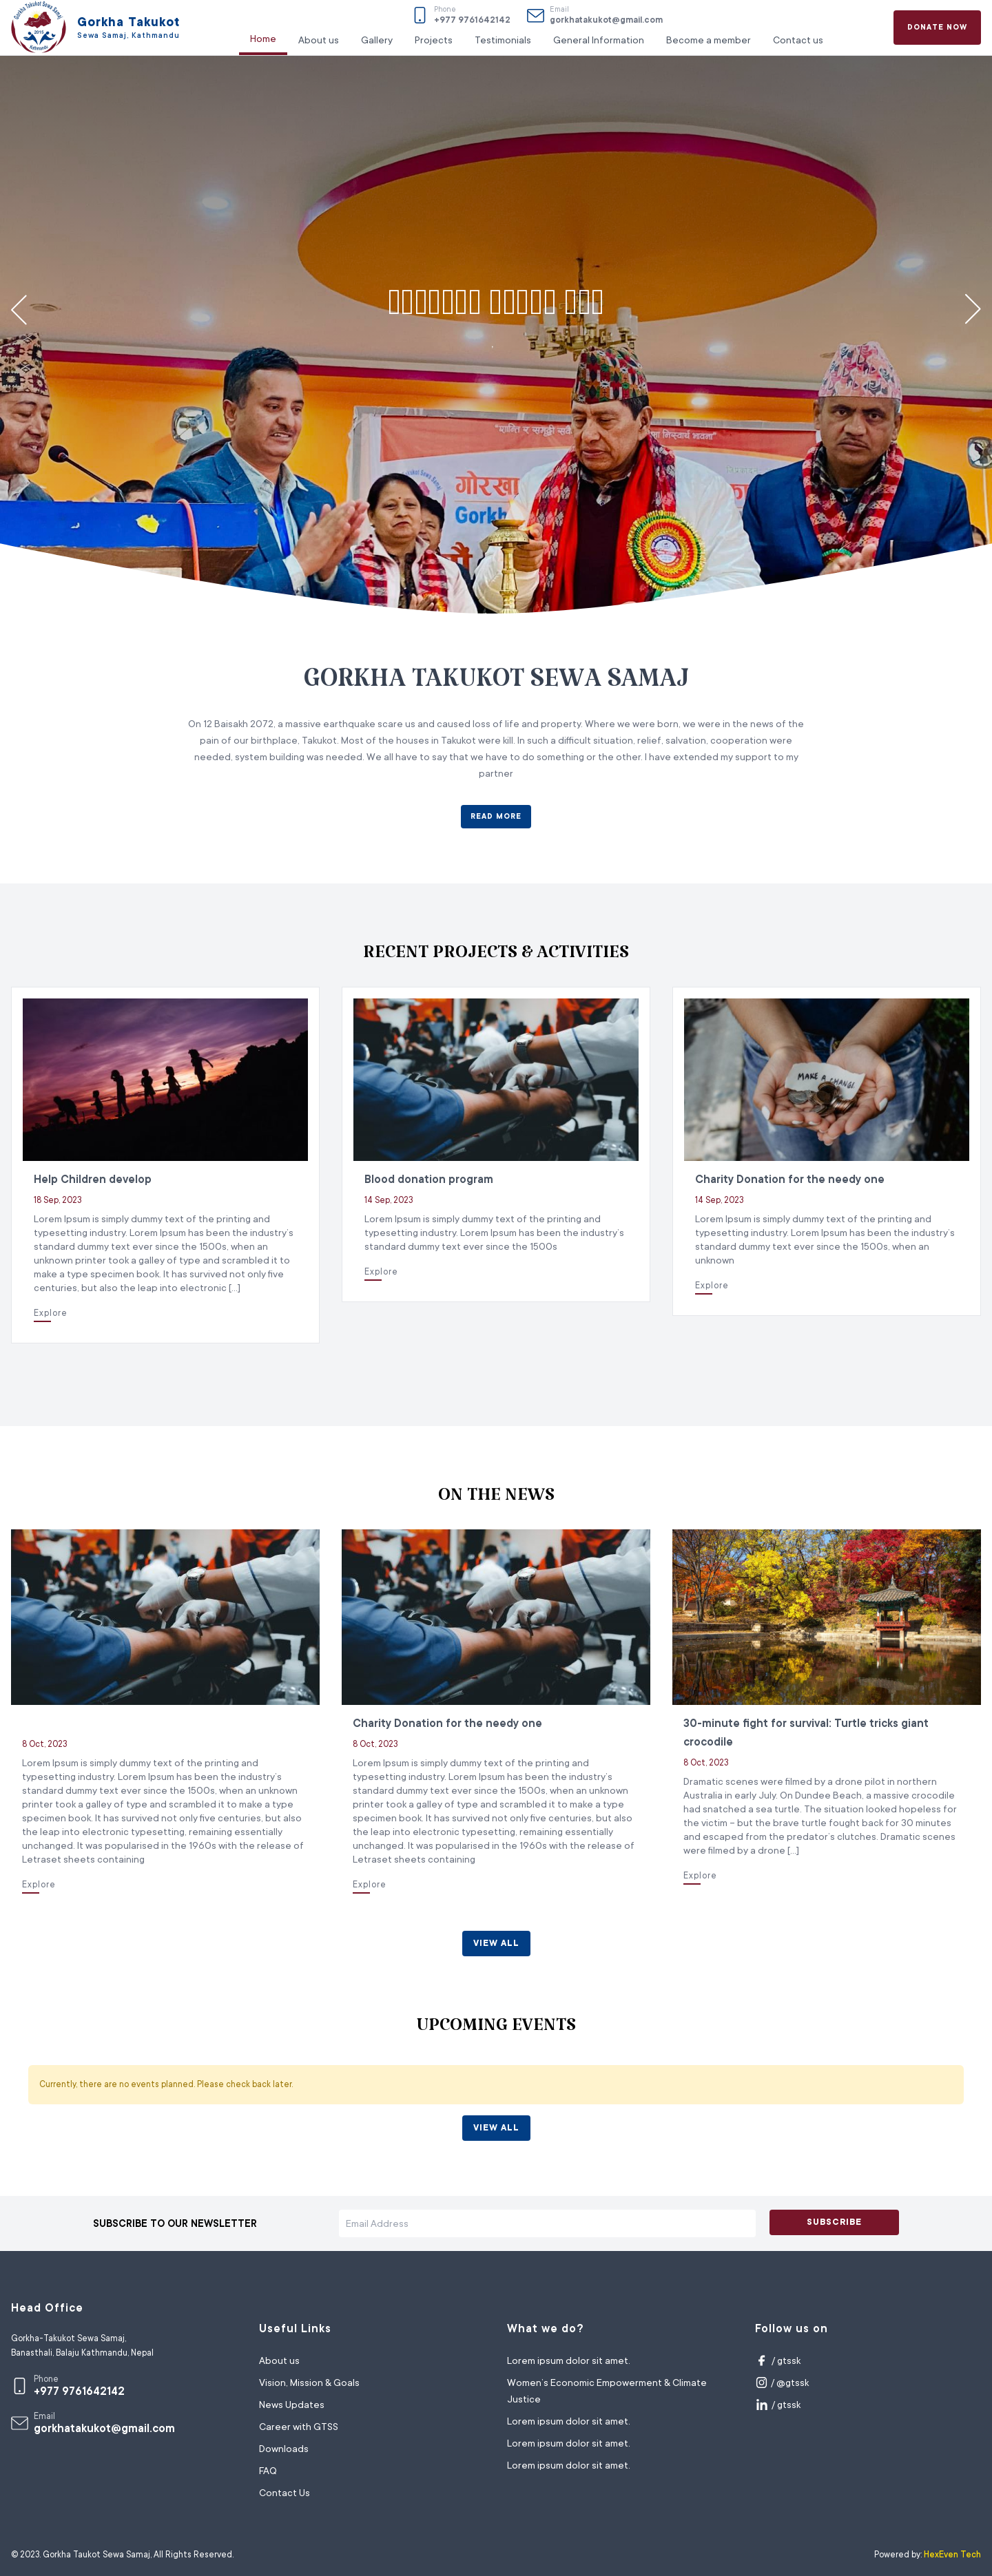 Gorkha Takukot
Sewa Samaj, Kathmandu
Phone
+977 9761642142
Email
gorkhatakukot@gmail.com
Home
About us
Gallery
Projects
Testimonials
General Information
Become a member
Contact us
DONATE NOW
गोरखा
Gorkh
GORKHA TAKUKOT SEWA SAMAJ
On 12 Baisakh 2072, a massive earthquake scare us and caused loss of life and property. Where we were born, we were in the news of the
pain of our birthplace, Takukot. Most of the houses in Takukot were kill. In such a difficult situation, relief, salvation, cooperation were
needed, system building was needed. We all have to say that we have to do something or the other. I have extended my support to my
partner
READ MORE
RECENT PROJECTS & ACTIVITIES
Help Children develop
18 Sep, 2023
Lorem Ipsum is simply dummy text of the printing and
typesetting industry. Lorem Ipsum has been the industry's
standard dummy text ever since the 1500s, when an
unknown printer took a galley of type and scrambled it to
make a type specimen book. It has survived not only five
centuries, but also the leap into electronic [...]
Explore
Blood donation program
14 Sep, 2023
Lorem Ipsum is simply dummy text of the printing and
typesetting industry. Lorem Ipsum has been the industry's
standard dummy text ever since the 1500s
Explore
MAKE A CHANGE
Charity Donation for the needy one
14 Sep, 2023
Lorem Ipsum is simply dummy text of the printing and
typesetting industry. Lorem Ipsum has been the industry's
standard dummy text ever since the 1500s, when an
unknown
Explore
ON THE NEWS
8 Oct, 2023
Lorem Ipsum is simply dummy text of the printing and
typesetting industry. Lorem Ipsum has been the industry's
standard dummy text ever since the 1500s, when an unknown
printer took a galley of type and scrambled it to make a type
specimen book. It has survived not only five centuries, but also
the leap into electronic typesetting, remaining essentially
unchanged. It was popularised in the 1960s with the release of
Letraset sheets containing
Explore
Charity Donation for the needy one
8 Oct, 2023
Lorem Ipsum is simply dummy text of the printing and
typesetting industry. Lorem Ipsum has been the industry's
standard dummy text ever since the 1500s, when an unknown
printer took a galley of type and scrambled it to make a type
specimen book. It has survived not only five centuries, but also
the leap into electronic typesetting, remaining essentially
unchanged. It was popularised in the 1960s with the release of
Letraset sheets containing
Explore
30-minute fight for survival: Turtle tricks giant
crocodile
8 Oct, 2023
Dramatic scenes were filmed by a drone pilot in northern
Australia in early July. On Dundee Beach, a massive crocodile
had snatched a sea turtle. The situation looked hopeless for
the victim – but the brave turtle fought back for 30 minutes
and escaped from the predator's clutches. Dramatic scenes
were filmed by a drone [...]
Explore
VIEW ALL
UPCOMING EVENTS
Currently, there are no events planned. Please check back later.
VIEW ALL
SUBSCRIBE TO OUR NEWSLETTER
Email Address
SUBSCRIBE
Head Office
Gorkha-Takukot Sewa Samaj,
Banasthali, Balaju Kathmandu, Nepal
Phone
+977 9761642142
Email
gorkhatakukot@gmail.com
Useful Links
About us
Vision, Mission & Goals
News Updates
Career with GTSS
Downloads
FAQ
Contact Us
What we do?
Lorem ipsum dolor sit amet.
Women's Economic Empowerment & Climate
Justice
Lorem ipsum dolor sit amet.
Lorem ipsum dolor sit amet.
Lorem ipsum dolor sit amet.
Follow us on
/ gtssk
/ @gtssk
/ gtssk
© 2023. Gorkha Taukot Sewa Samaj, All Rights Reserved.
Powered by: HexEven Tech